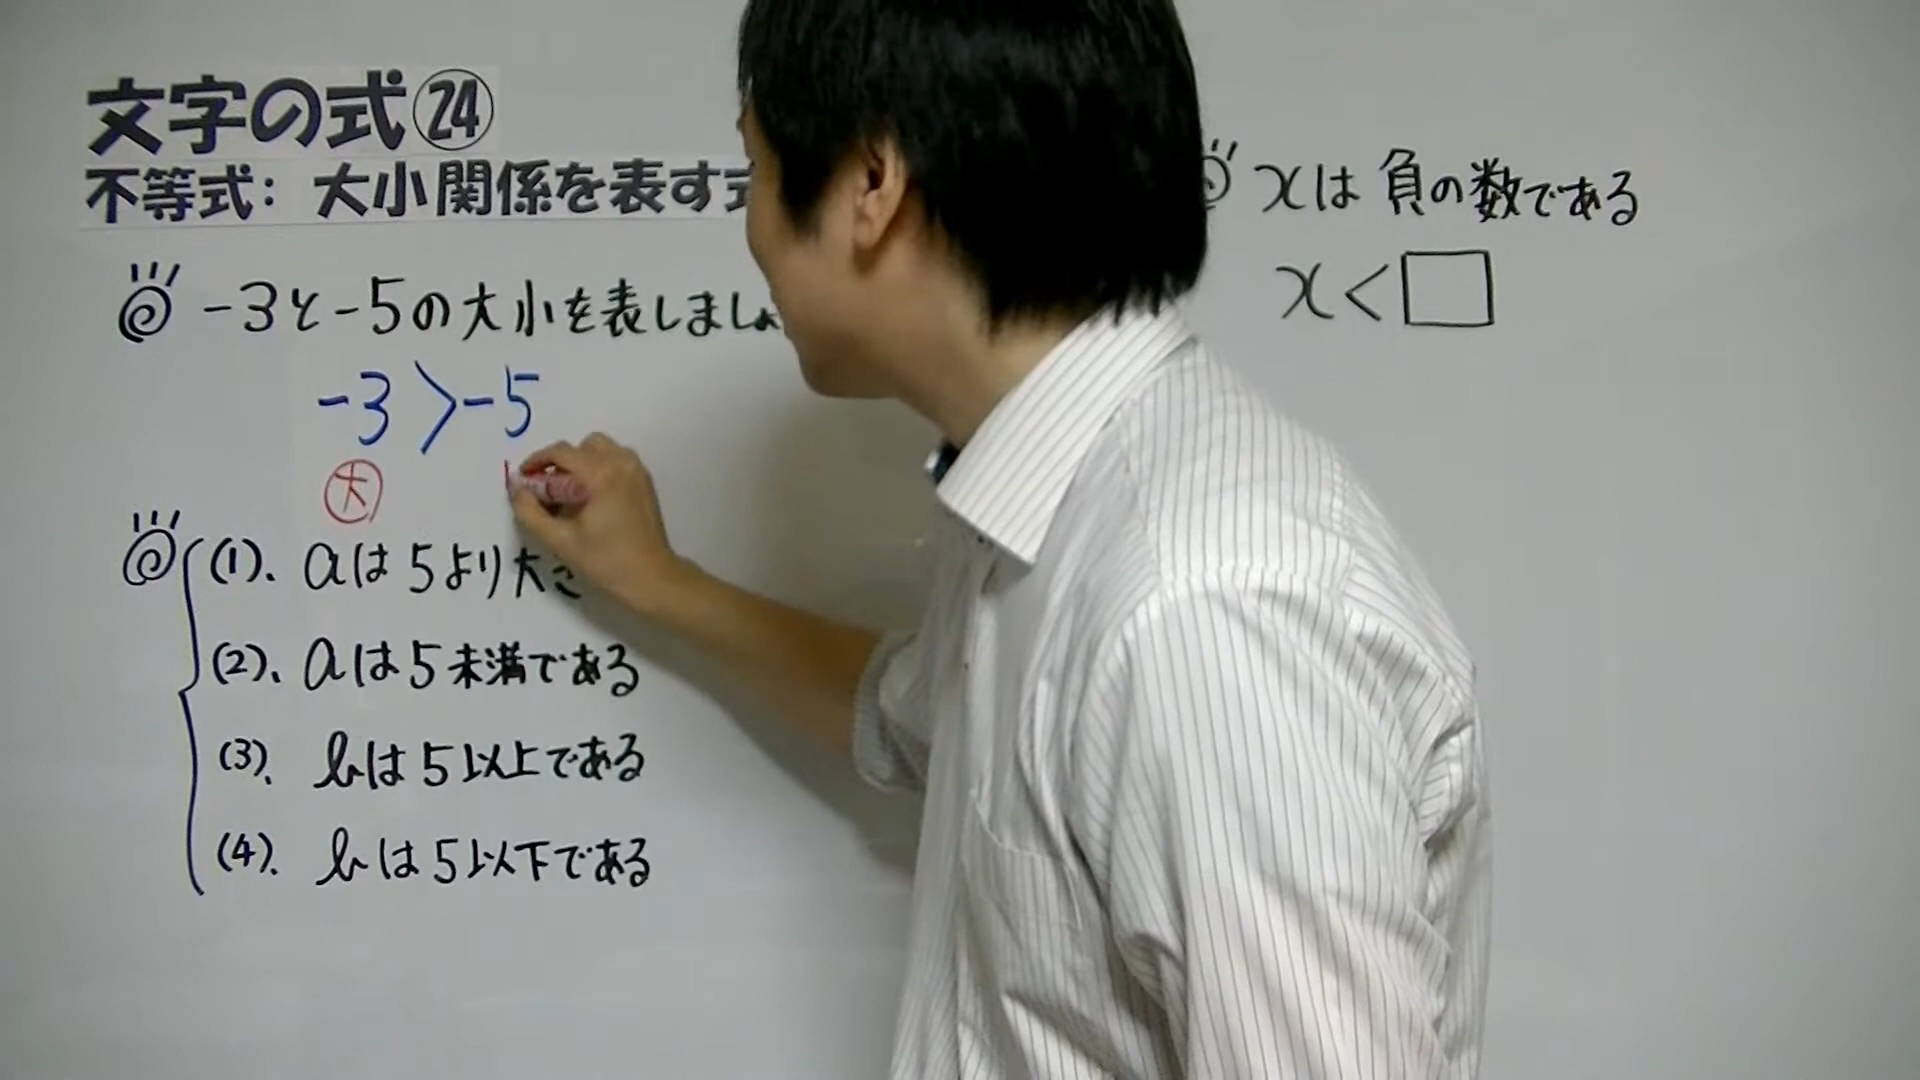 文字の式㉔
不等式：大小関係を表す
-3と-5の大小を表しまし
-3 > -5
大
(1). aは5より大
(2). aは5未満である
(3). bは5以上である
(4). bは5以下である
xは負の数である
x < □